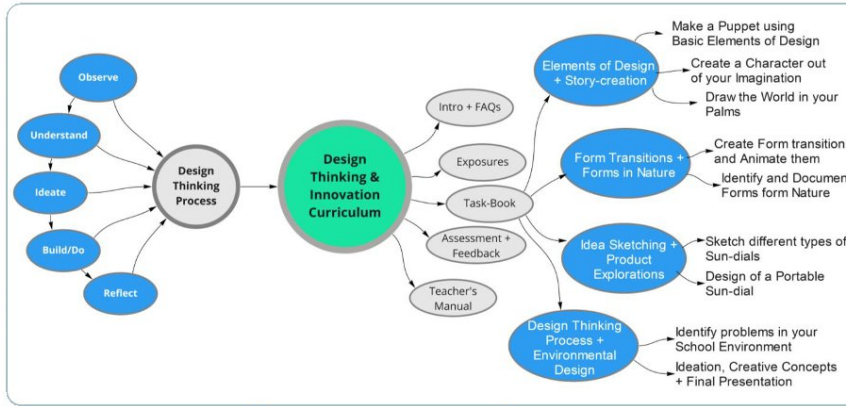 Observe
Understand
Ideate
Build/Do
Reflect
Design
Thinking
Process
Design
Thinking &
Innovation
Curriculum
Intro + FAQs
Exposures
Task-Book
Assessment +
Feedback
Teacher's
Manual
Elements of Design
+ Story-creation
Make a Puppet using
Basic Elements of Design
Create a Character out
of your Imagination
Draw the World in your
Palms
Form Transitions +
Forms in Nature
Create Form transition
and Animate them
Identify and Documen
Forms form Nature
Idea Sketching +
Product
Explorations
Sketch different types of
Sun-dials
Design of a Portable
Sun-dial
Design Thinking
Process +
Environmental
Design
Identify problems in your
School Environment
Ideation, Creative Concepts
+ Final Presentation